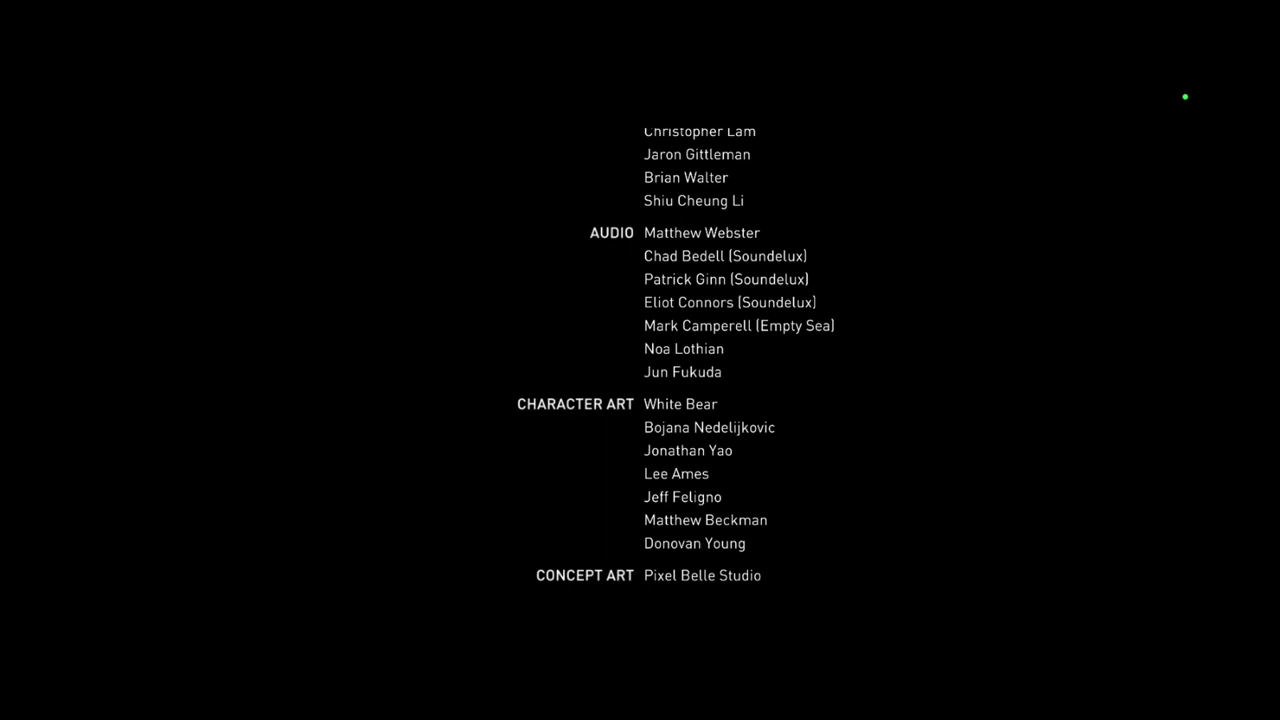 Christopher Lam
Jaron Gittleman
Brian Walter
Shiu Cheung Li
AUDIO Matthew Webster
Chad Bedell (Soundelux)
Patrick Ginn (Soundelux)
Eliot Connors (Soundelux)
Mark Camperell (Empty Sea)
Noa Lothian
Jun Fukuda
CHARACTER ART White Bear
Bojana Nedelijkovic
Jonathan Yao
Lee Ames
Jeff Feligno
Matthew Beckman
Donovan Young
CONCEPT ART Pixel Belle Studio